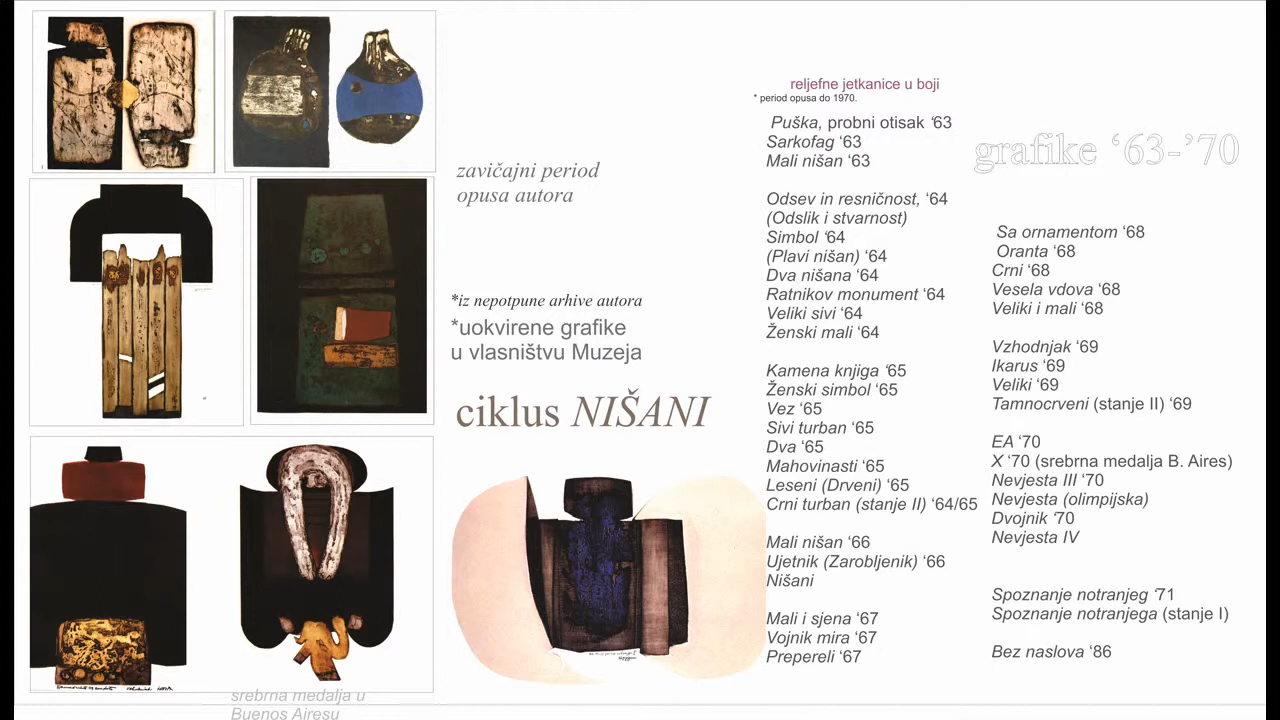 zavičajni period
opusa autora
*iz nepotpune arhive autora
*uokvirene grafike
u vlasništvu Muzeja
ciklus NIŠANI
srebrna medalja u
Buenos Airesu
reljefne jetkanice u boji
* period opusa do 1970.
Puška, probni otisak ‘63
Sarkofag ‘63
Mali nišan ‘63
Odsev in resničnost, ‘64
(Odslik i stvarnost)
Simbol ‘64
(Plavi nišan) ‘64
Dva nišana ‘64
Ratnikov monument ‘64
Veliki sivi ‘64
Ženski mali ‘64
Kamena knjiga ‘65
Ženski simbol ‘65
Vez ‘65
Sivi turban ‘65
Dva ‘65
Mahovinasti ‘65
Leseni (Drveni) ‘65
Crni turban (stanje II) ‘64/65
Mali nišan ‘66
Ujetnik (Zarobljenik) ‘66
Nišani
Mali i sjena ‘67
Vojnik mira ‘67
Prepereli ‘67
grafike ‘63-’70
Sa ornamentom ‘68
Oranta ‘68
Crni ‘68
Vesela vdova ‘68
Veliki i mali ‘68
Vzhodnjak ‘69
Ikarus ‘69
Veliki ‘69
Tamnocrveni (stanje II) ‘69
EA ‘70
X ‘70 (srebrna medalja B. Aires)
Nevjesta III ‘70
Nevjesta (olimpijska)
Dvojnik ‘70
Nevjesta IV
Spoznanje notranjeg ‘71
Spoznanje notranjega (stanje I)
Bez naslova ‘86